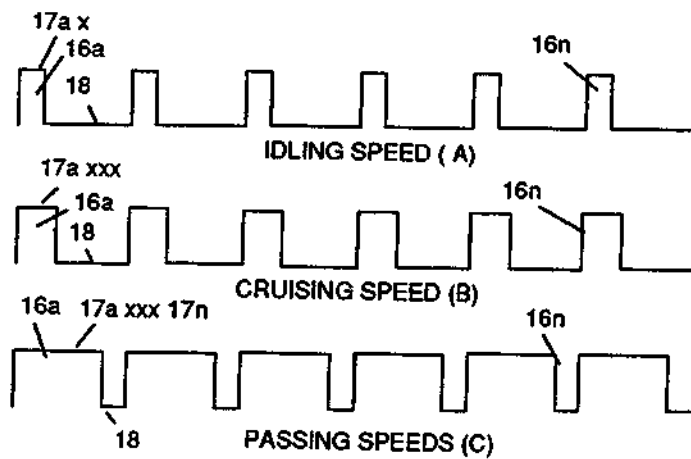 17a x
16a
18
16n
IDLING SPEED ( A)
17a xxx
16a
18
16n
CRUISING SPEED (B)
16a
17a xxx 17n
16n
18
PASSING SPEEDS (C)